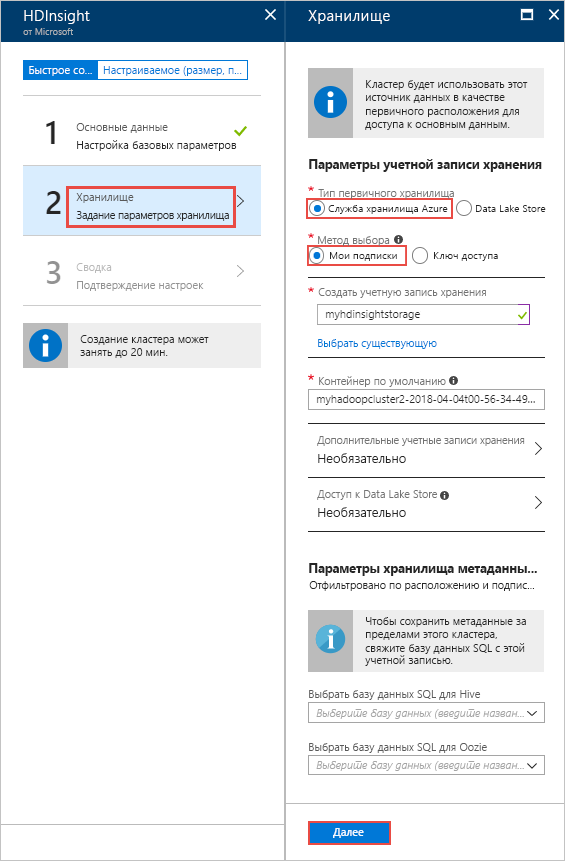 HDInsight
от Microsoft
Быстрое со...
Настраиваемое (размер, п...
1
Основные данные
Настройка базовых параметров
2
Хранилище
Задание параметров хранилища
3
Сводка
Подтверждение настроек
Создание кластера может
занять до 20 мин.
Хранилище
Кластер будет использовать этот
источник данных в качестве
первичного расположения для
доступа к основным данным.
Параметры учетной записи хранения
* Тип первичного хранилища
Служба хранилища Azure
Data Lake Store
* Метод выбора
Мои подписки
Ключ доступа
* Создать учетную запись хранения
myhdinsightstorage
Выбрать существующую
* Контейнер по умолчанию
myhadoopcluster2-2018-04-04t00-56-34-49...
Дополнительные учетные записи хранения
Необязательно
Доступ к Data Lake Store
Необязательно
Параметры хранилища метаданны...
Отфильтровано по расположению и подпис...
Чтобы сохранить метаданные за
пределами этого кластера,
свяжите базу данных SQL с этой
учетной записью.
Выбрать базу данных SQL для Hive
Выберите базу данных (введите назван...
Выбрать базу данных SQL для Oozie
Выберите базу данных (введите назван...
Далее